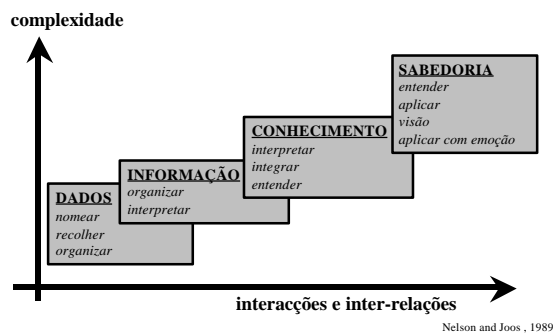 complexidade
SABEDORIA
entender
aplicar
visão
aplicar com emoção
CONHECIMENTO
interpretar
integrar
entender
INFORMAÇÃO
organizar
interpretar
DADOS
nomear
recolher
organizar
interacções e inter-relações
Nelson and Joos , 1989